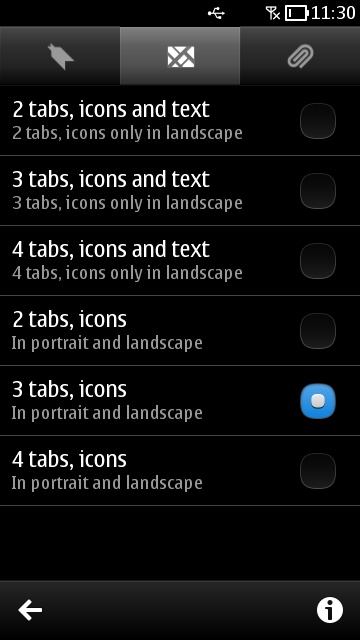 11:30
2 tabs, icons and text
2 tabs, icons only in landscape
3 tabs, icons and text
3 tabs, icons only in landscape
4 tabs, icons and text
4 tabs, icons only in landscape
2 tabs, icons
In portrait and landscape
3 tabs, icons
In portrait and landscape
4 tabs, icons
In portrait and landscape